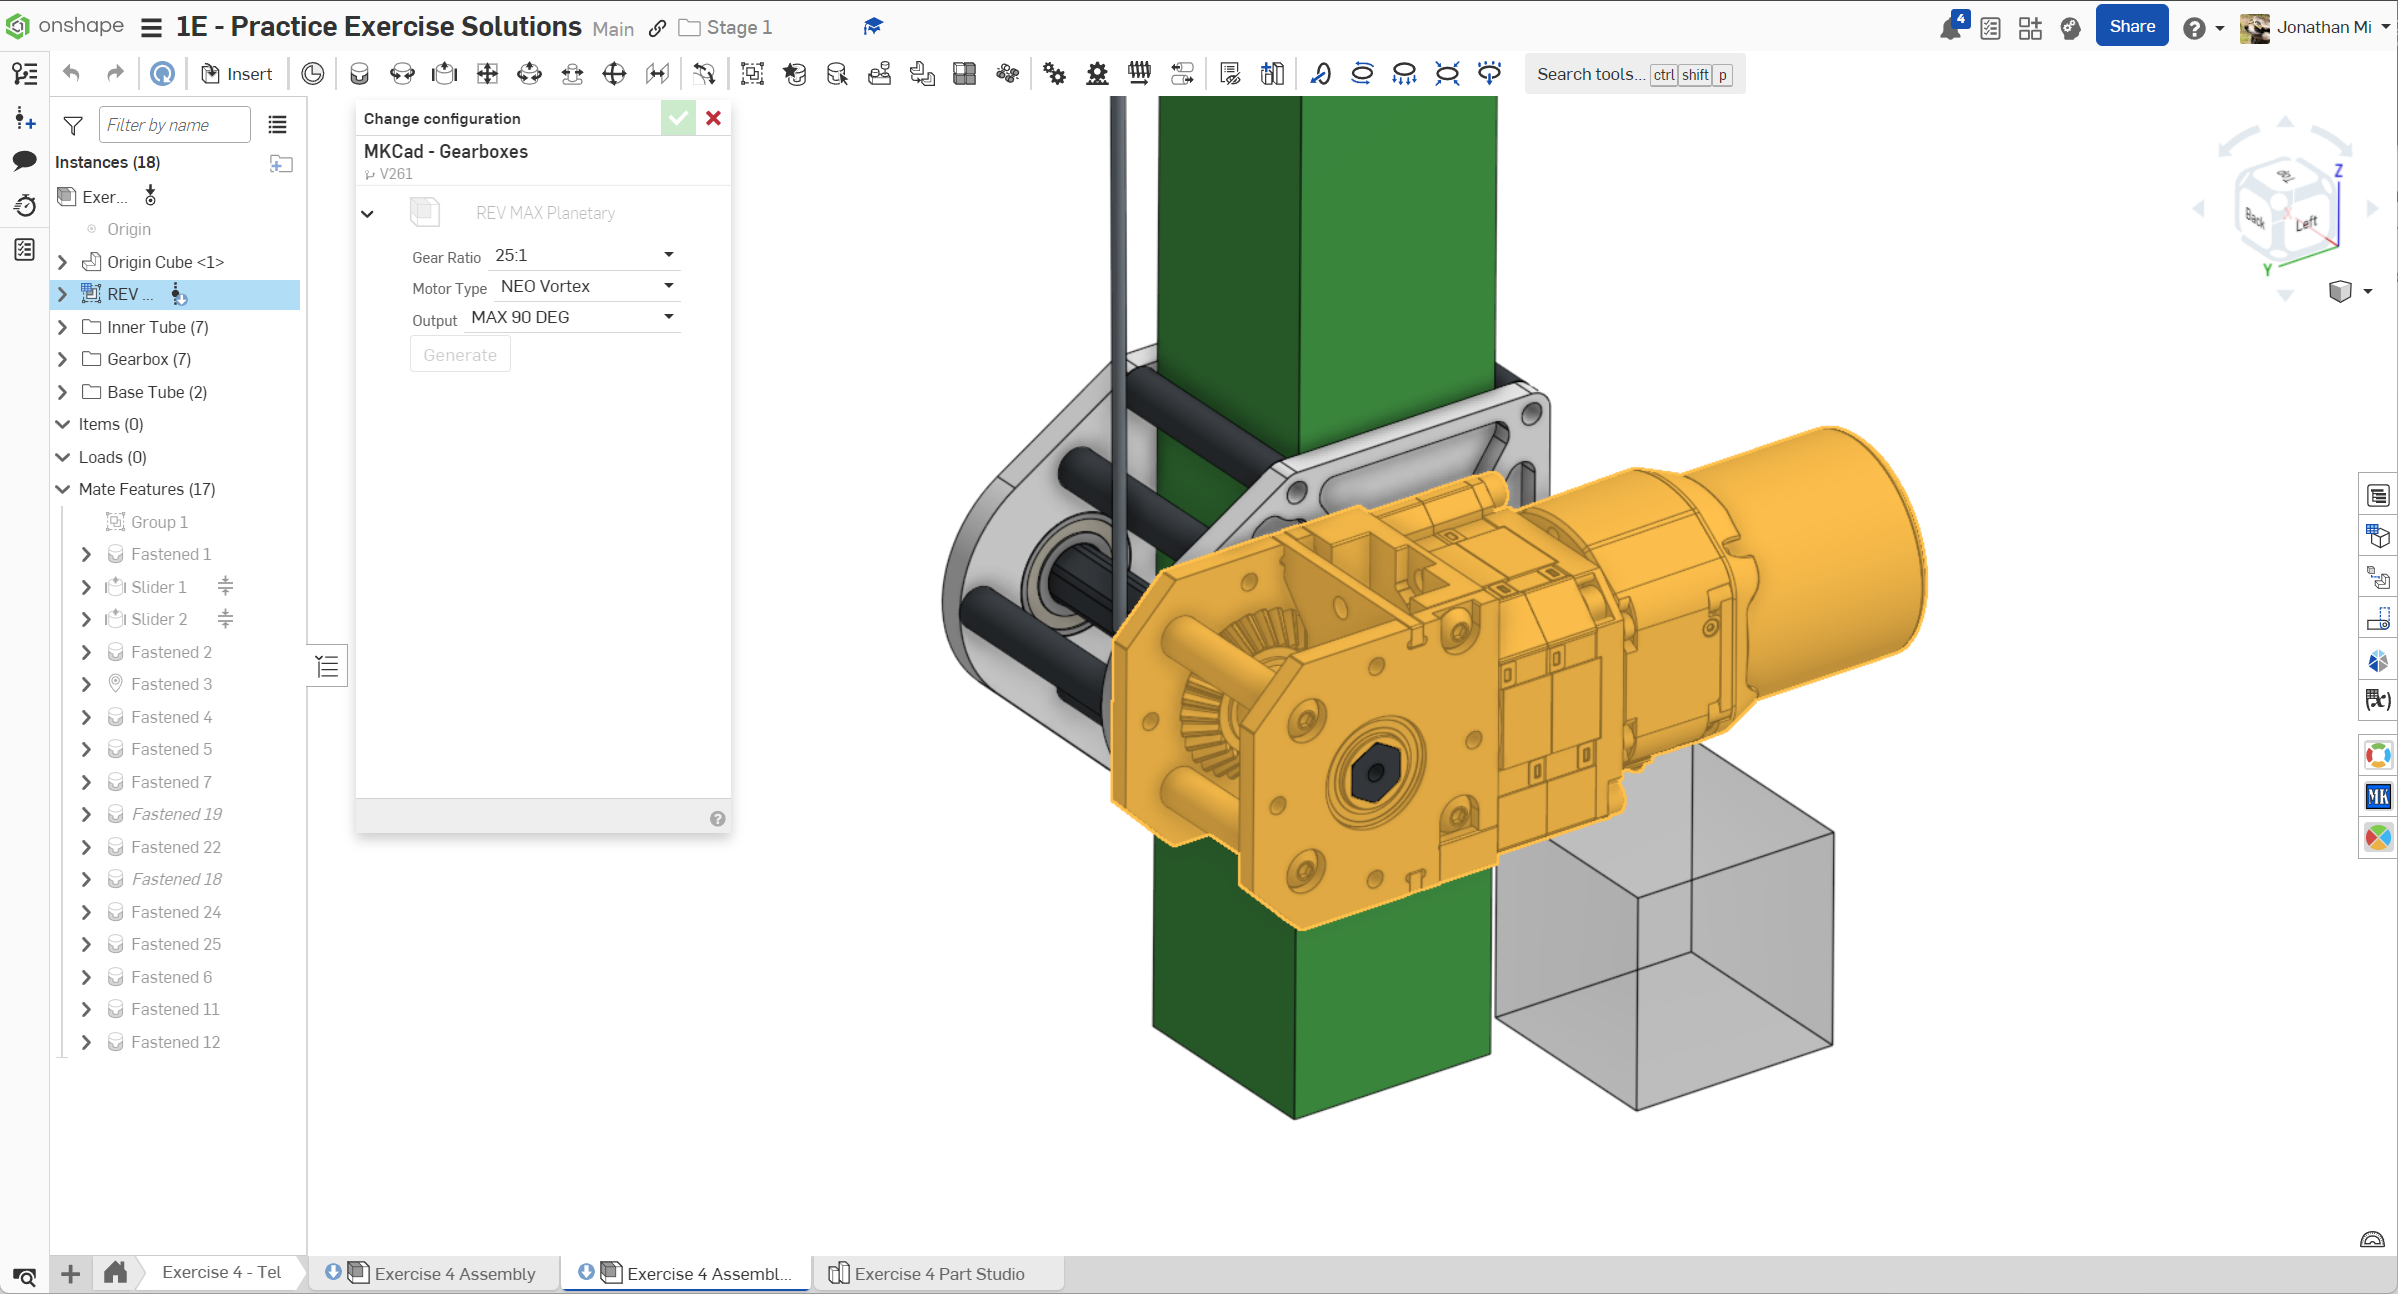 onshape
1E - Practice Exercise Solutions Main Stage 1
4
Share
Jonathan Mi
Insert
Search tools... ctrl shift p
Filter by name
Instances (18)
Exer...
Origin
Origin Cube <1>
REV ...
Inner Tube (7)
Gearbox (7)
Base Tube (2)
Items (0)
Loads (0)
Mate Features (17)
Group 1
Fastened 1
Slider 1
Slider 2
Fastened 2
Fastened 3
Fastened 4
Fastened 5
Fastened 7
Fastened 19
Fastened 22
Fastened 18
Fastened 24
Fastened 25
Fastened 6
Fastened 11
Fastened 12
Change configuration
MKCad - Gearboxes
V261
REV MAX Planetary
Gear Ratio 25:1
Motor Type NEO Vortex
Output MAX 90 DEG
Generate
Top
Back
Left
X
Y
Z
MK
Exercise 4 - Tel
Exercise 4 Assembly
Exercise 4 Assembl...
Exercise 4 Part Studio